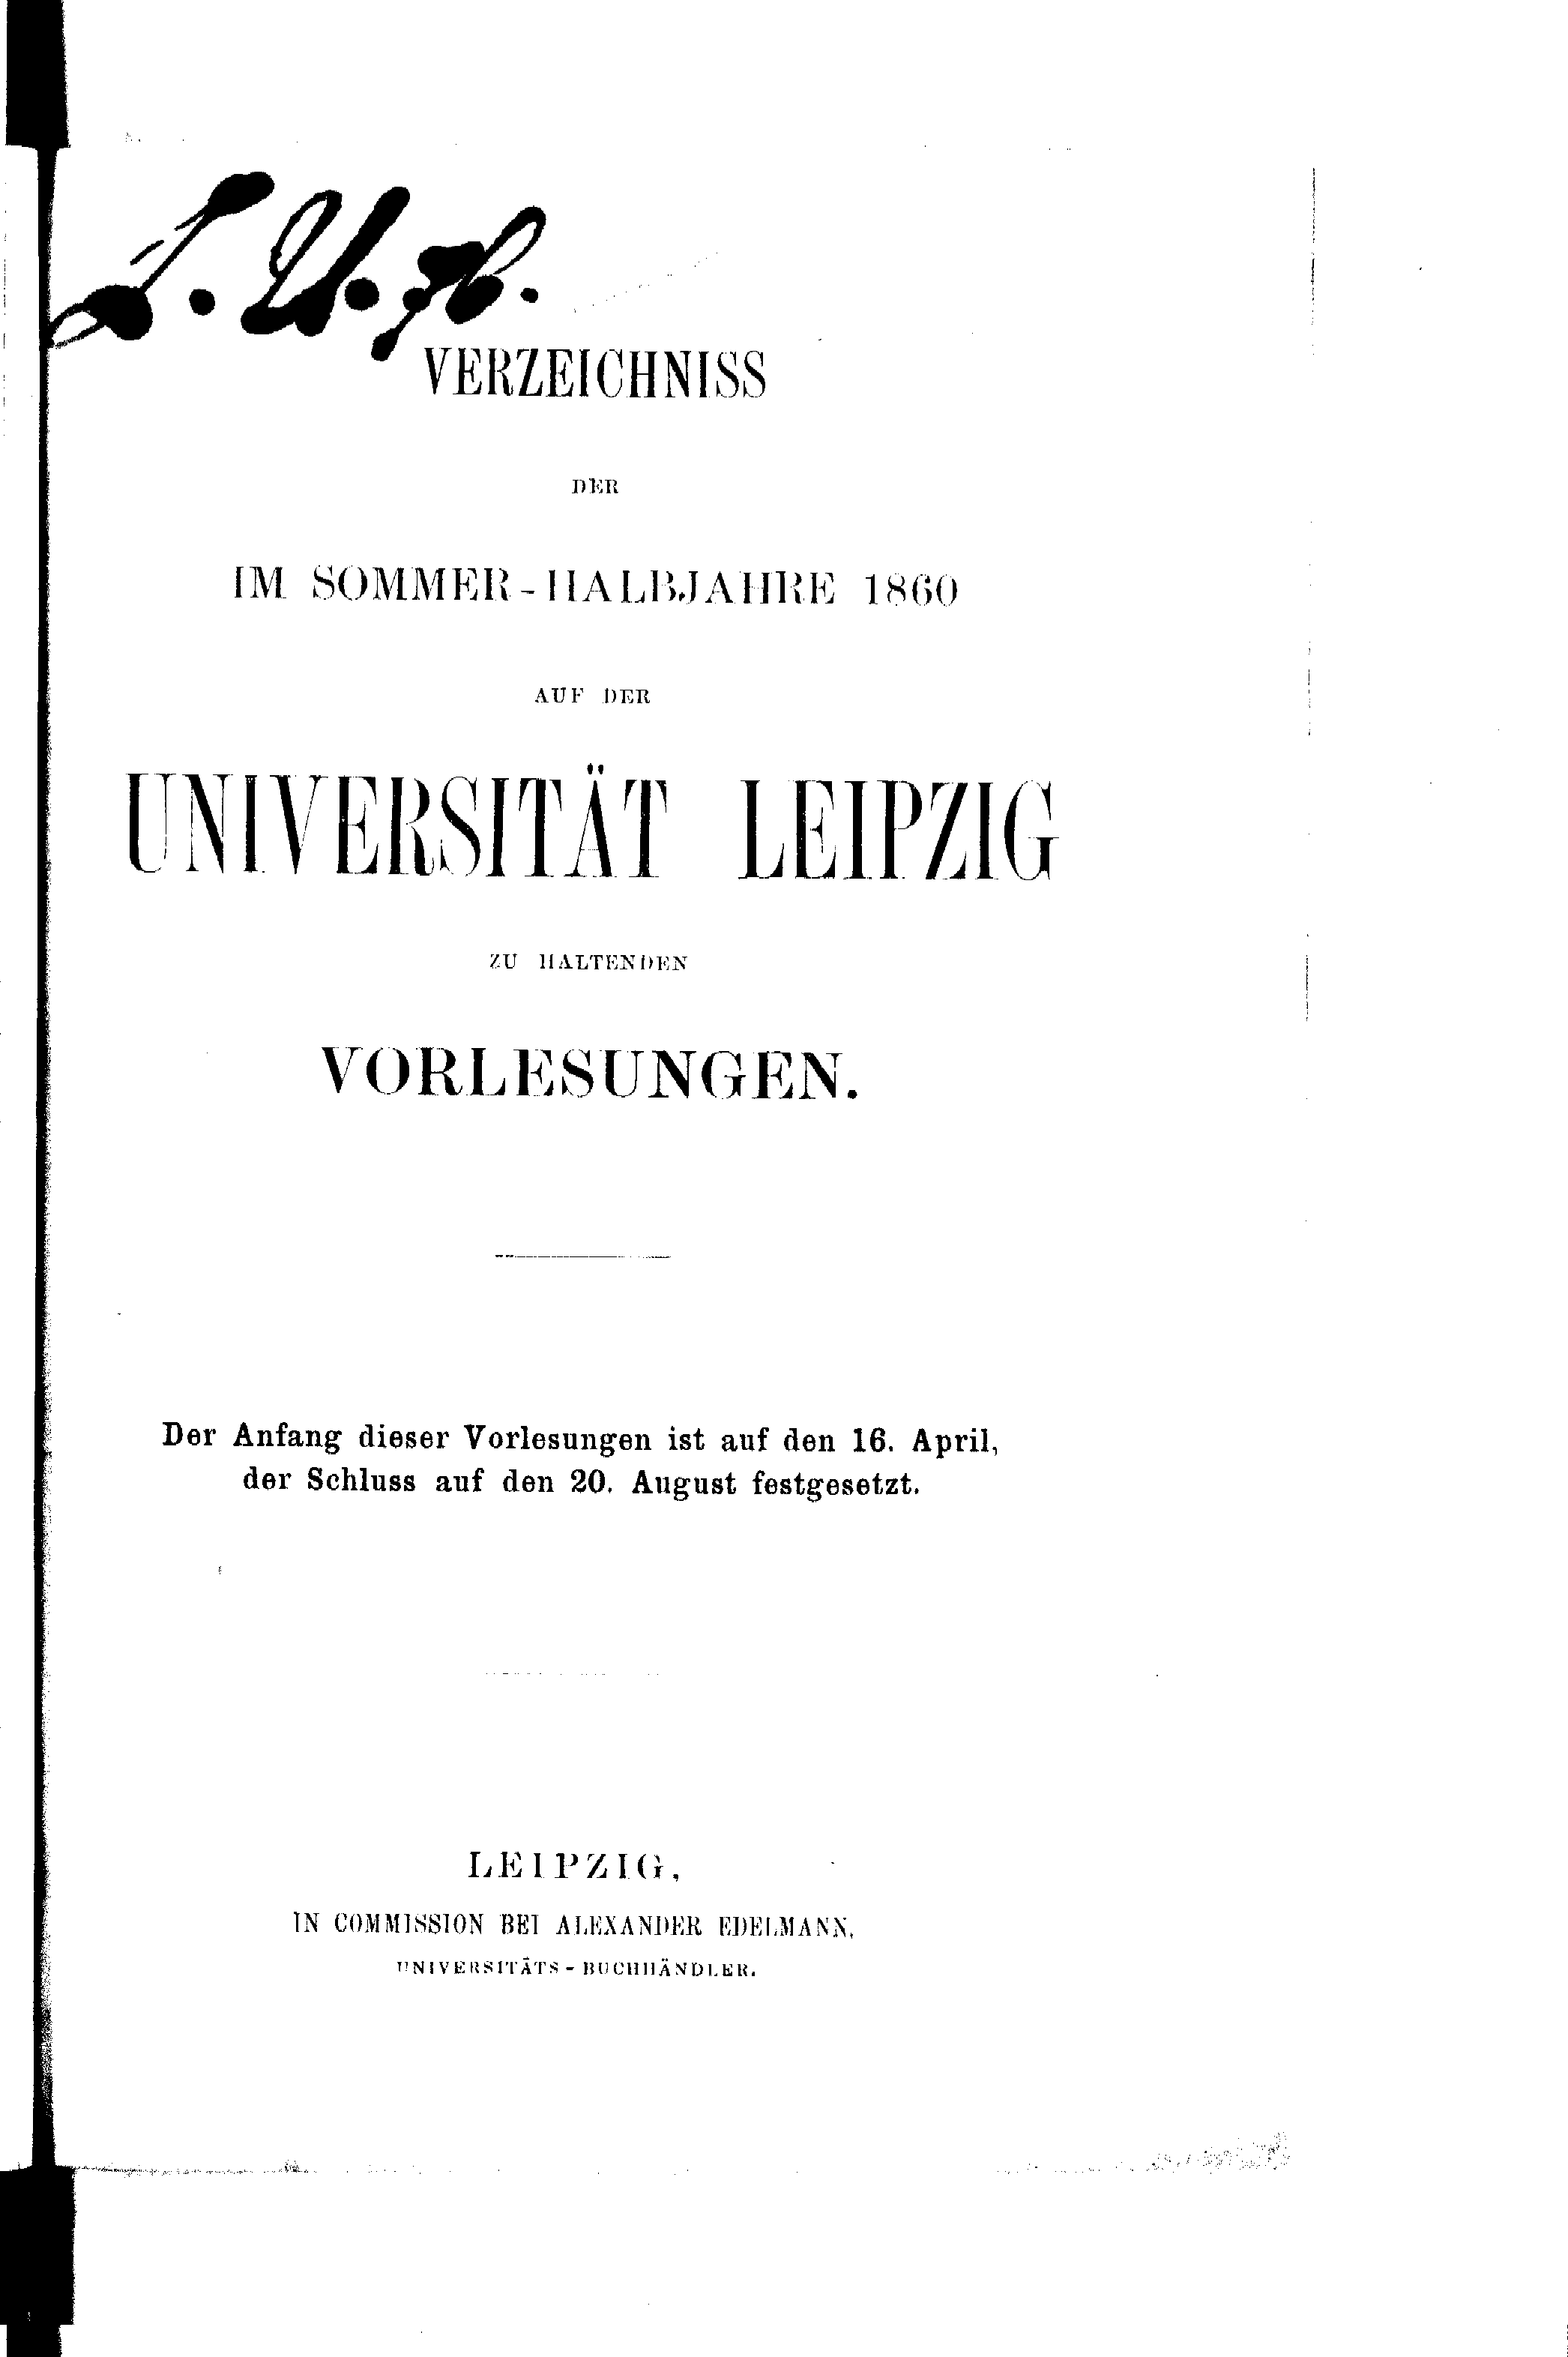 VERZEICHNISS
DER
IM SOMMER-HALBJAHRE 1860
AUF DER
UNIVERSITÄT LEIPZIG
ZU HALTENDEN
VORLESUNGEN.
Der Anfang dieser Vorlesungen ist auf den 16. April,
der Schluss auf den 20. August festgesetzt.
LEIPZIG,
IN COMMISSION BEI ALEXANDER EDELMANN,
UNIVERSITÄTS-BUCHHÄNDLER.